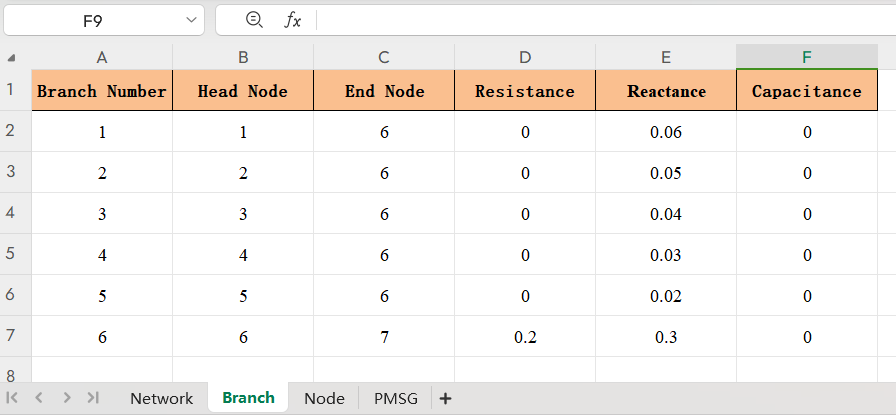 F9 fx
A B C D E F
1 Branch Number Head Node End Node Resistance Reactance Capacitance
2 1 1 6 0 0.06 0
3 2 2 6 0 0.05 0
4 3 3 6 0 0.04 0
5 4 4 6 0 0.03 0
6 5 5 6 0 0.02 0
7 6 6 7 0.2 0.3 0
8
Network Branch Node PMSG +